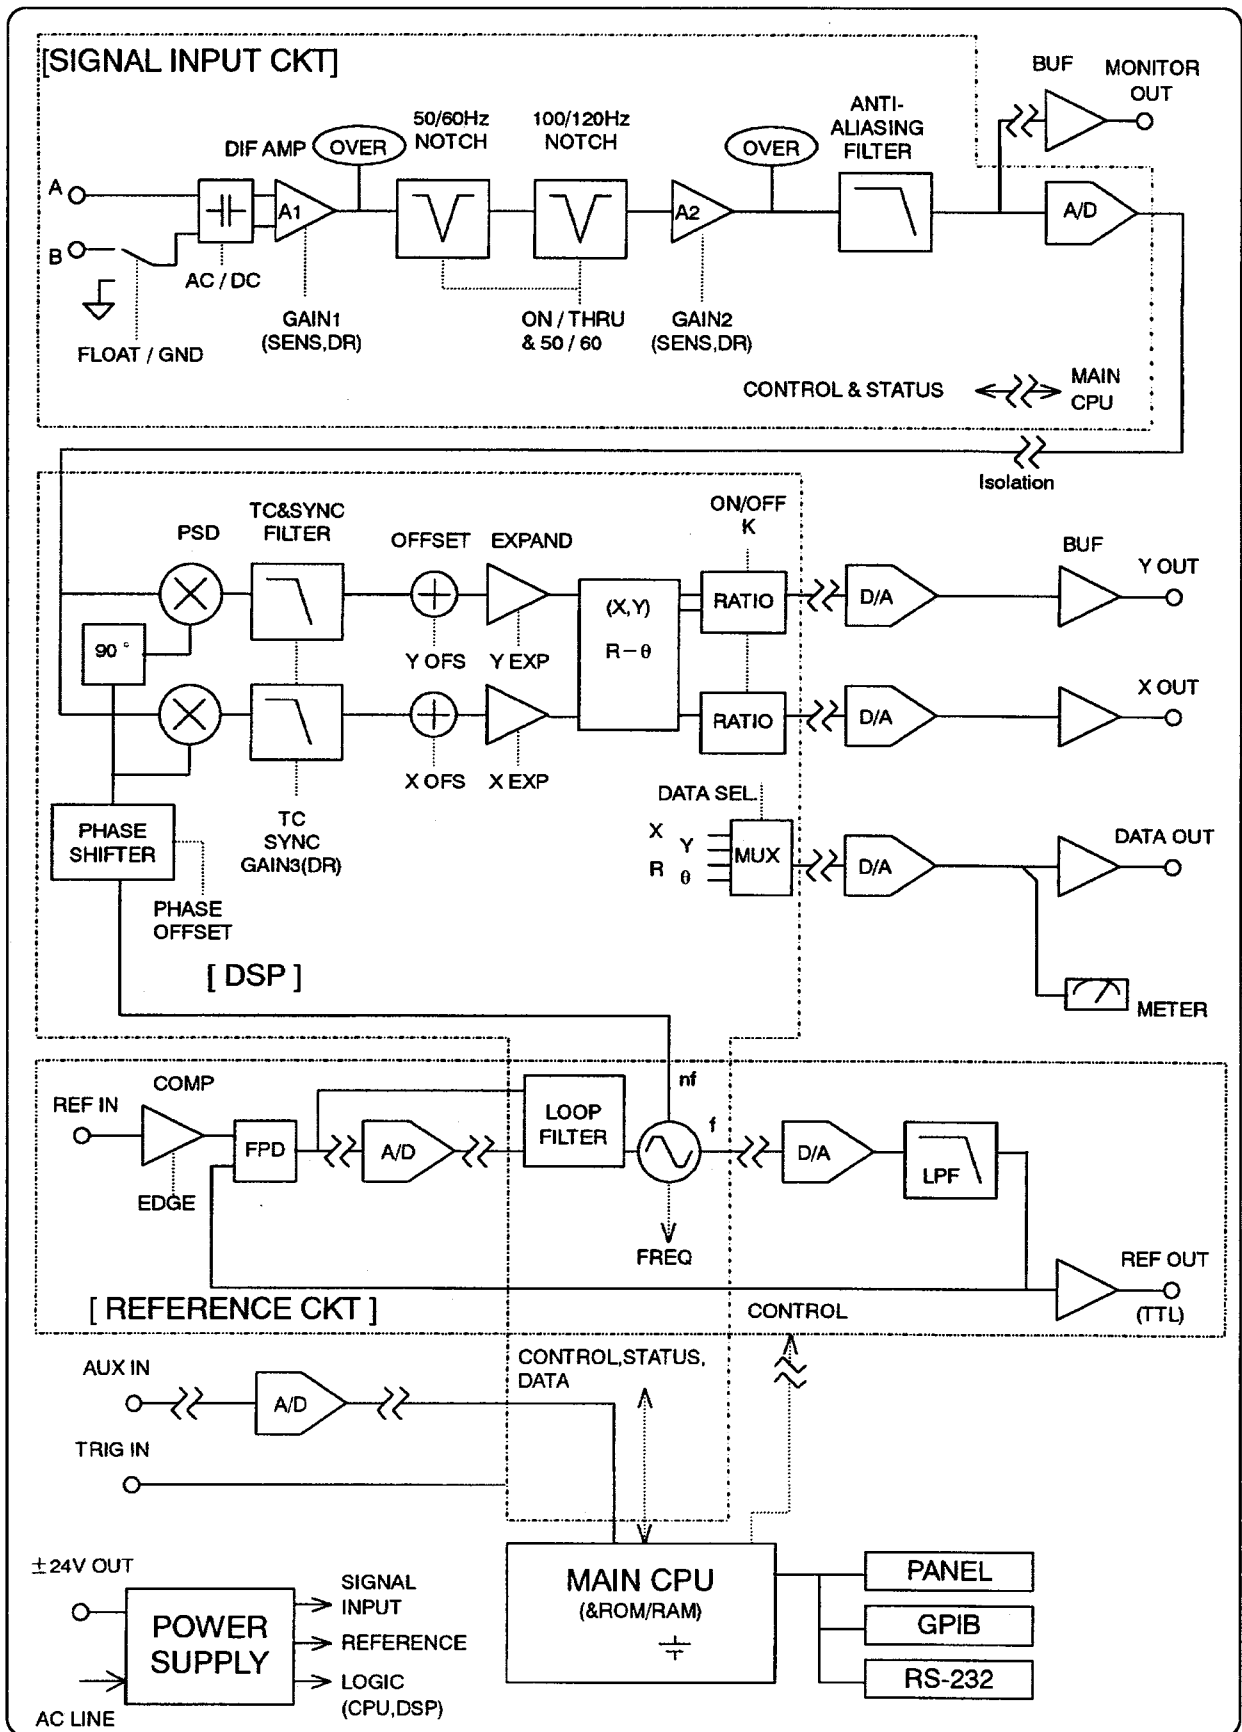 [SIGNAL INPUT CKT]
BUF
MONITOR
OUT
50/60Hz
NOTCH
100/120Hz
NOTCH
ANTI-
ALIASING
FILTER
DIF AMP
OVER
OVER
A
A1
A2
A/D
B
AC / DC
GAIN1
(SENS,DR)
ON / THRU
& 50 / 60
GAIN2
(SENS,DR)
FLOAT / GND
CONTROL & STATUS
MAIN
CPU
Isolation
PSD
TC&SYNC
FILTER
OFFSET
EXPAND
ON/OFF
K
BUF
Y OUT
(X,Y)
R－θ
RATIO
D/A
90 °
Y OFS
Y EXP
X OUT
RATIO
D/A
X OFS
X EXP
DATA SEL.
PHASE
SHIFTER
TC
SYNC
GAIN3(DR)
X
Y
R
θ
MUX
D/A
DATA OUT
PHASE
OFFSET
[ DSP ]
METER
COMP
nf
REF IN
LOOP
FILTER
f
FPD
A/D
D/A
LPF
EDGE
FREQ
REF OUT
(TTL)
[ REFERENCE CKT ]
CONTROL
AUX IN
CONTROL,STATUS,
DATA
A/D
TRIG IN
±24V OUT
SIGNAL
INPUT
MAIN CPU
(&ROM/RAM)
PANEL
POWER
SUPPLY
REFERENCE
GPIB
LOGIC
(CPU,DSP)
RS-232
AC LINE